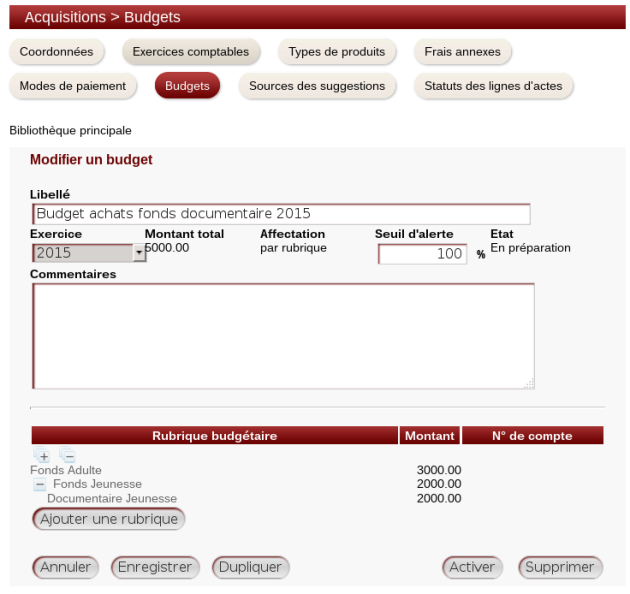 Acquisitions > Budgets
Coordonnées Exercices comptables Types de produits Frais annexes
Modes de paiement Budgets Sources des suggestions Statuts des lignes d'actes
Bibliothèque principale
Modifier un budget
Libellé
Budget achats fonds documentaire 2015
Exercice Montant total Affectation Seuil d'alerte Etat
2015 5000.00 par rubrique 100 % En préparation
Commentaires
Rubrique budgétaire Montant N° de compte
Fonds Adulte 3000.00
Fonds Jeunesse 2000.00
Documentaire Jeunesse 2000.00
Ajouter une rubrique
Annuler Enregistrer Dupliquer Activer Supprimer